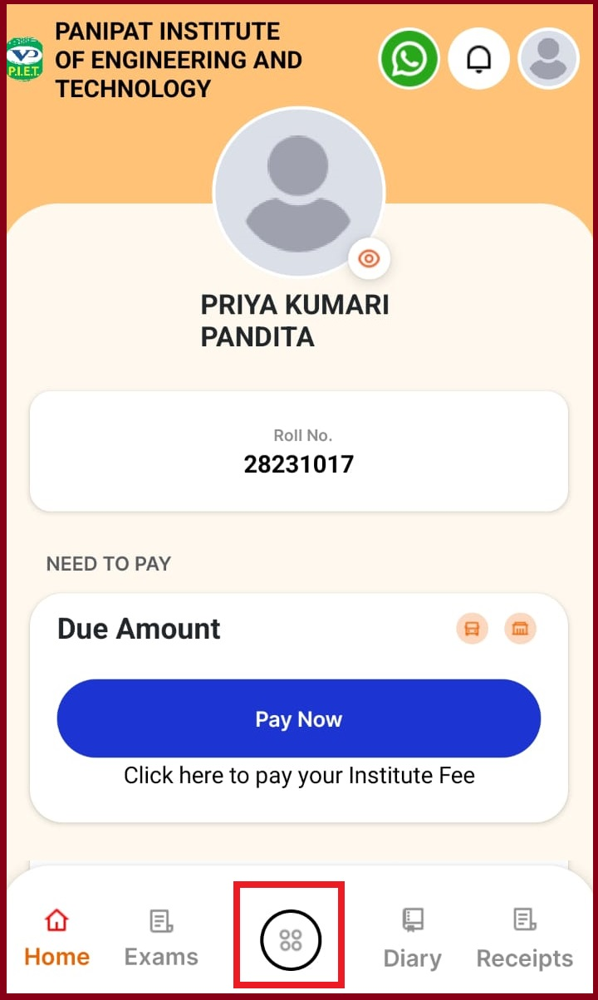 PANIPAT INSTITUTE
OF ENGINEERING AND
TECHNOLOGY
P.I.E.T.
PRIYA KUMARI
PANDITA
Roll No.
28231017
NEED TO PAY
Due Amount
Pay Now
Click here to pay your Institute Fee
Home
Exams
Diary
Receipts